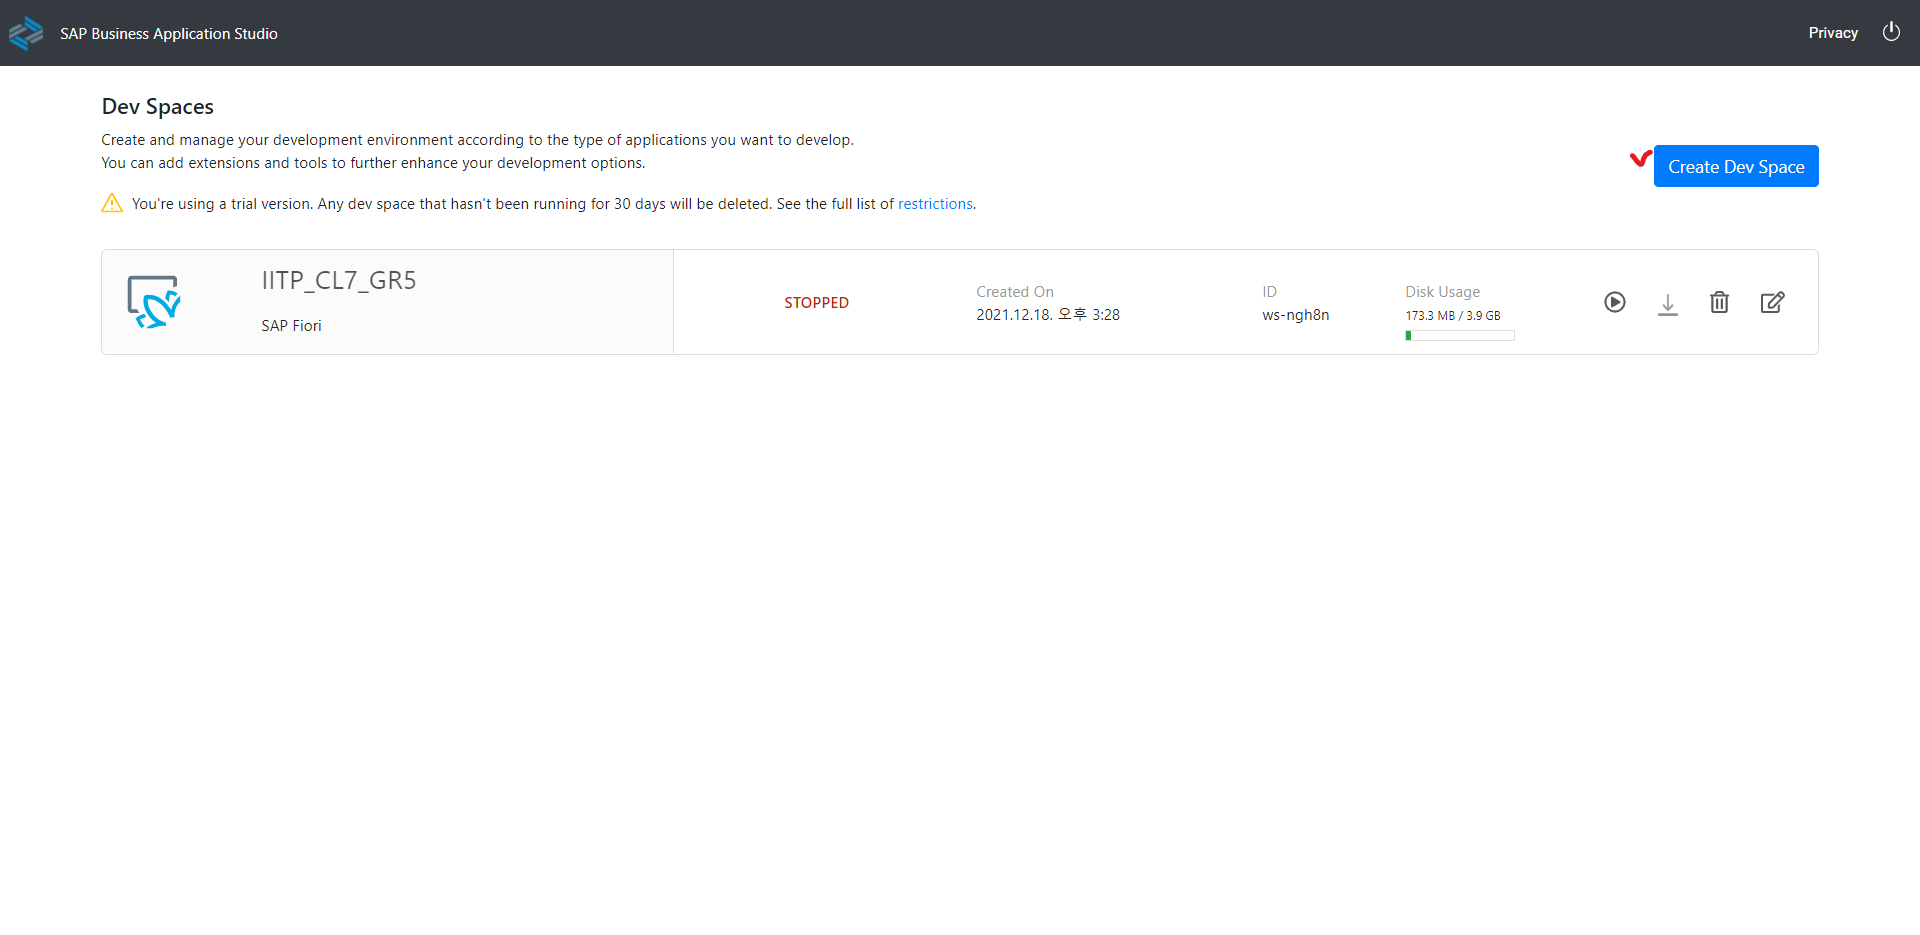 SAP Business Application Studio
Privacy
Dev Spaces
Create and manage your development environment according to the type of applications you want to develop.
You can add extensions and tools to further enhance your development options.
Create Dev Space
You're using a trial version. Any dev space that hasn't been running for 30 days will be deleted. See the full list of restrictions.
IITP_CL7_GR5
SAP Fiori
STOPPED
Created On
2021.12.18. 오후 3:28
ID
ws-ngh8n
Disk Usage
173.3 MB / 3.9 GB